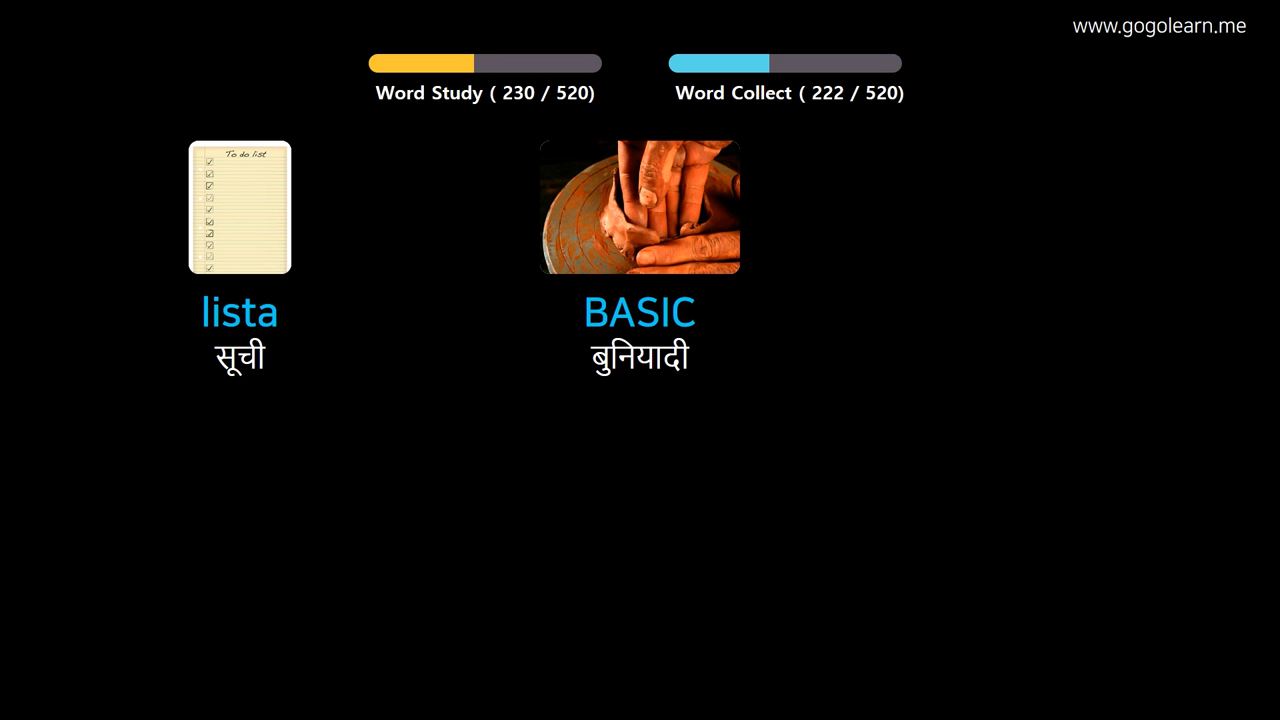 www.gogolearn.me
Word Study ( 230 / 520)
Word Collect ( 222 / 520)
To do list
lista
सूची
BASIC
बुनियादी